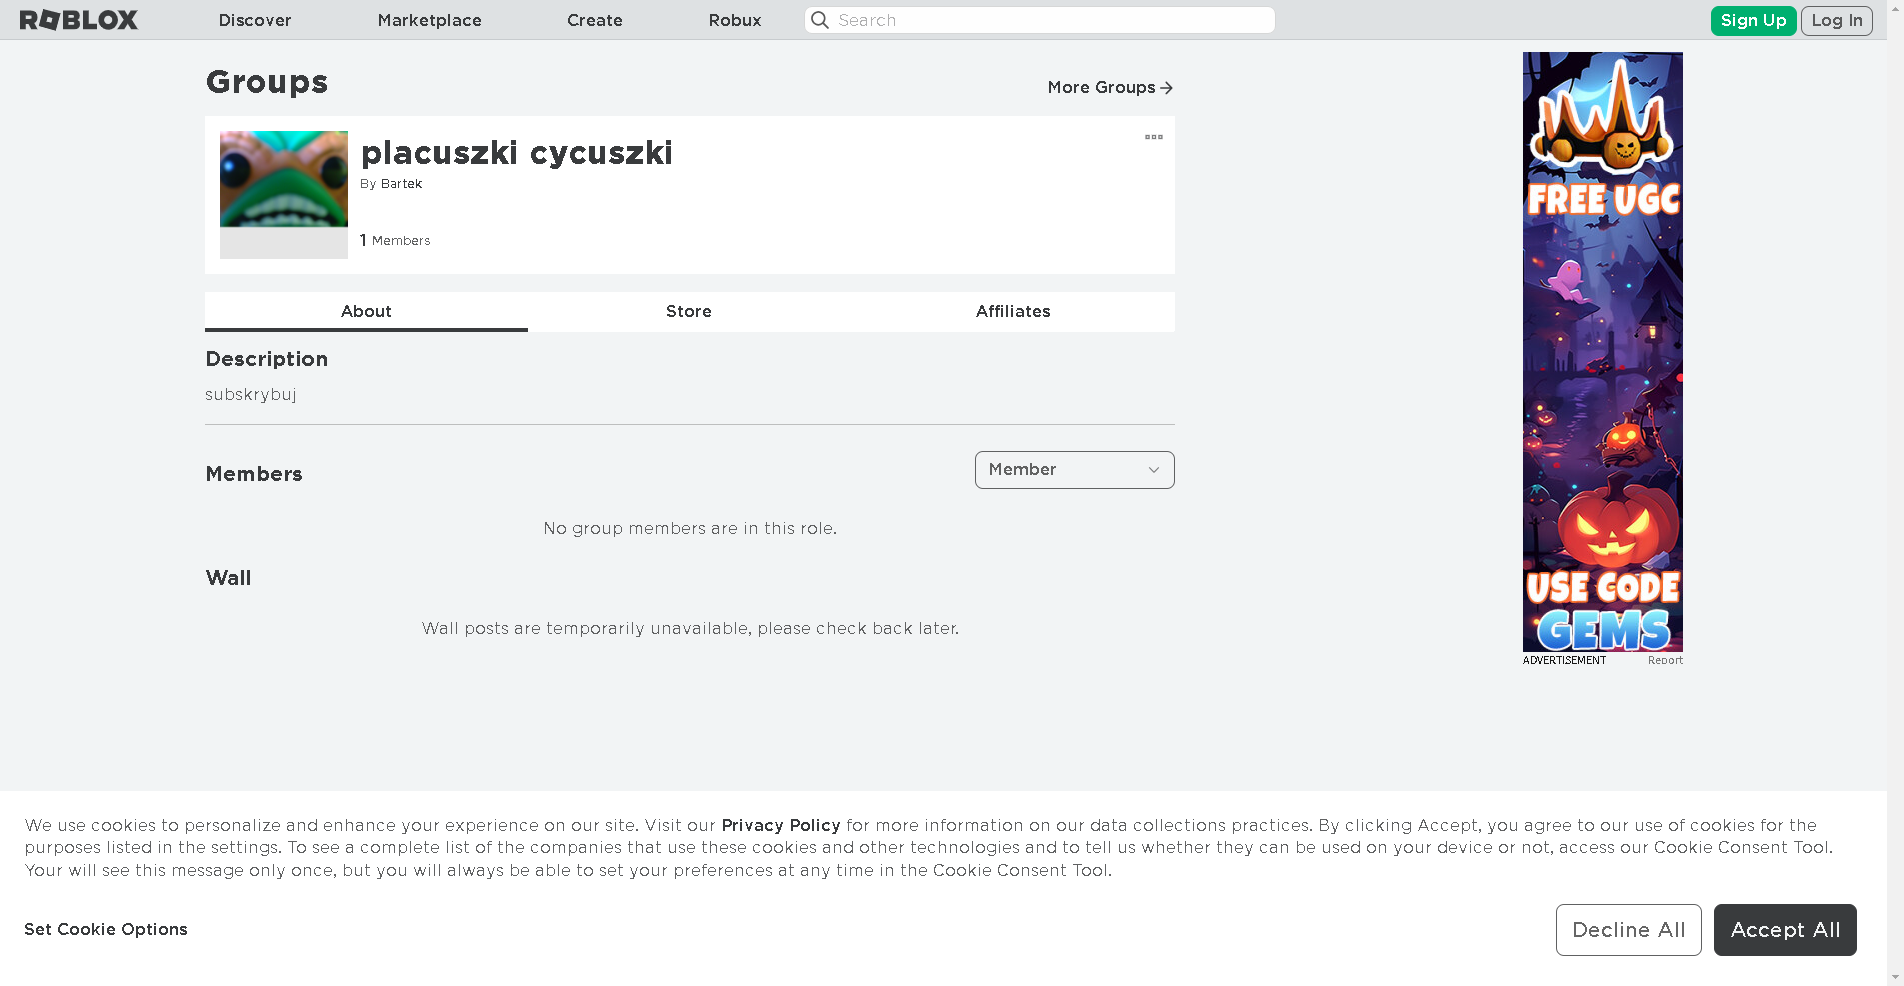 ROBLOX Discover Marketplace Create Robux Search Sign Up Log In
Groups
More Groups
placuszki cycuszki
By Bartek
1 Members
About Store Affiliates
Description
subskrybuj
Members
Member
No group members are in this role.
Wall
Wall posts are temporarily unavailable, please check back later.
FREE UGC
USE CODE
GEMS
ADVERTISEMENT Report
We use cookies to personalize and enhance your experience on our site. Visit our Privacy Policy for more information on our data collections practices. By clicking Accept, you agree to our use of cookies for the
purposes listed in the settings. To see a complete list of the companies that use these cookies and other technologies and to tell us whether they can be used on your device or not, access our Cookie Consent Tool.
Your will see this message only once, but you will always be able to set your preferences at any time in the Cookie Consent Tool.
Set Cookie Options
Decline All
Accept All